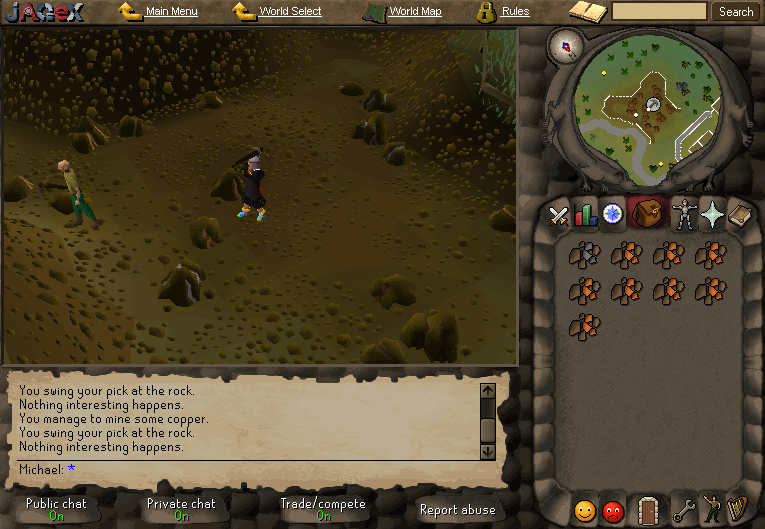 JAGeX Main Menu World Select World Map Rules Search
You swing your pick at the rock.
Nothing interesting happens.
You manage to mine some copper.
You swing your pick at the rock.
Nothing interesting happens.
Michael: *
Public chat Private chat Trade/compete Report abuse
On On On